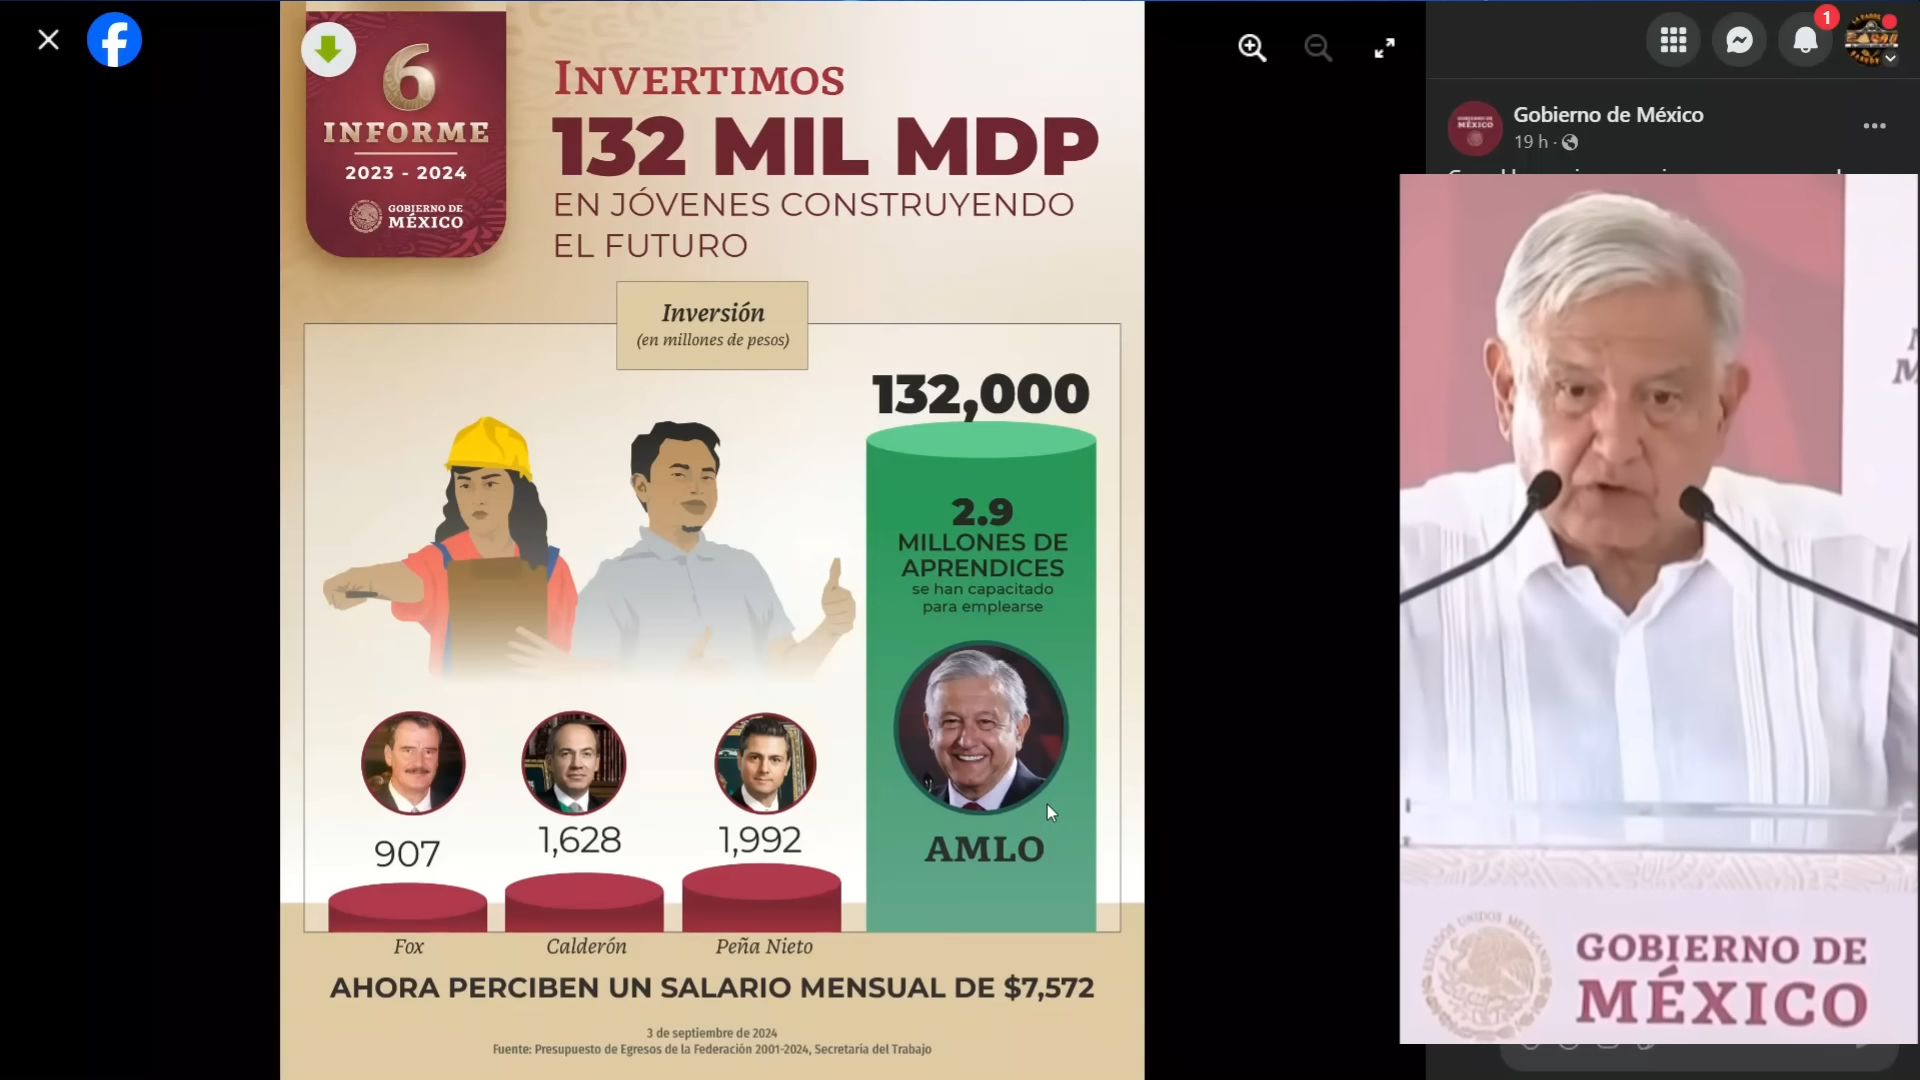 6
INFORME
2023 - 2024
GOBIERNO DE
MÉXICO
INVERTIMOS
132 MIL MDP
EN JÓVENES CONSTRUYENDO
EL FUTURO
Inversión
(en millones de pesos)
132,000
2.9
MILLONES DE
APRENDICES
se han capacitado
para emplearse
AMLO
907
1,628
1,992
Fox
Calderón
Peña Nieto
AHORA PERCIBEN UN SALARIO MENSUAL DE $7,572
3 de septiembre de 2024
Fuente: Presupuesto de Egresos de la Federación 2001-2024, Secretaría del Trabajo
1
Gobierno de México
19 h
GOBIERNO DE
MÉXICO